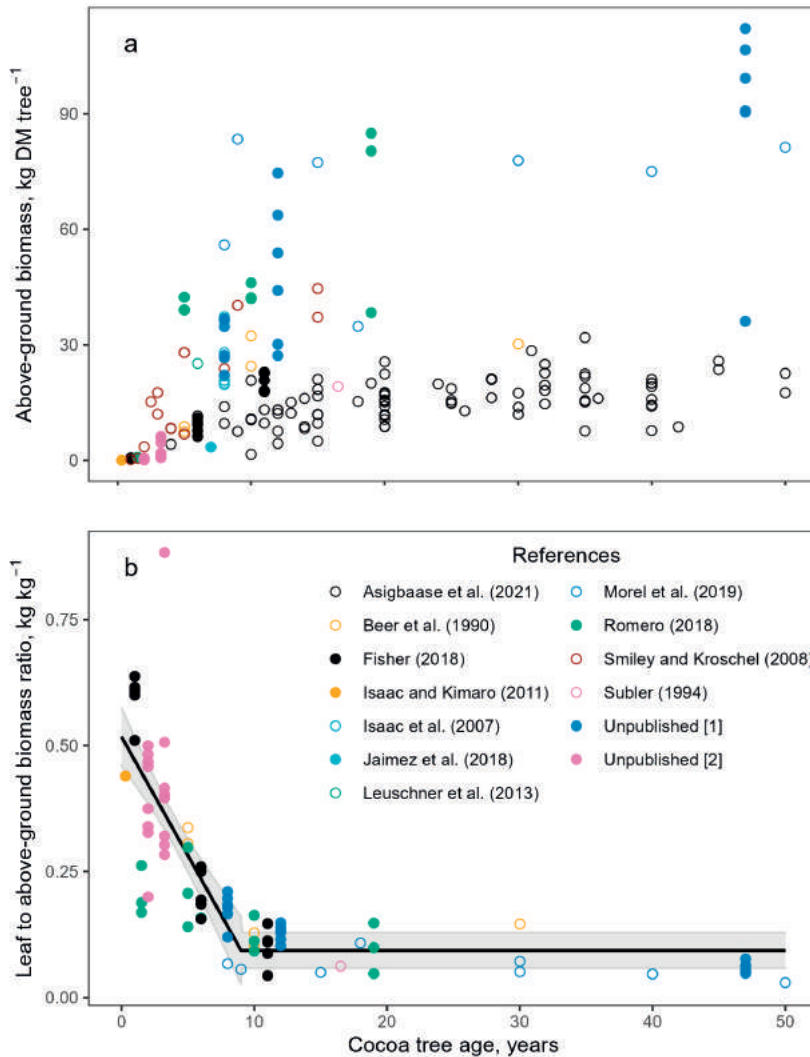 a
Above-ground biomass, kg DM tree⁻¹
90
60
30
0
b
Leaf to above-ground biomass ratio, kg kg⁻¹
0.75
0.50
0.25
0.00
References
Asigbaase et al. (2021)
Beer et al. (1990)
Fisher (2018)
Isaac and Kimaro (2011)
Isaac et al. (2007)
Jaimez et al. (2018)
Leuschner et al. (2013)
Morel et al. (2019)
Romero (2018)
Smiley and Kroschel (2008)
Subler (1994)
Unpublished [1]
Unpublished [2]
0 10 20 30 40 50
Cocoa tree age, years